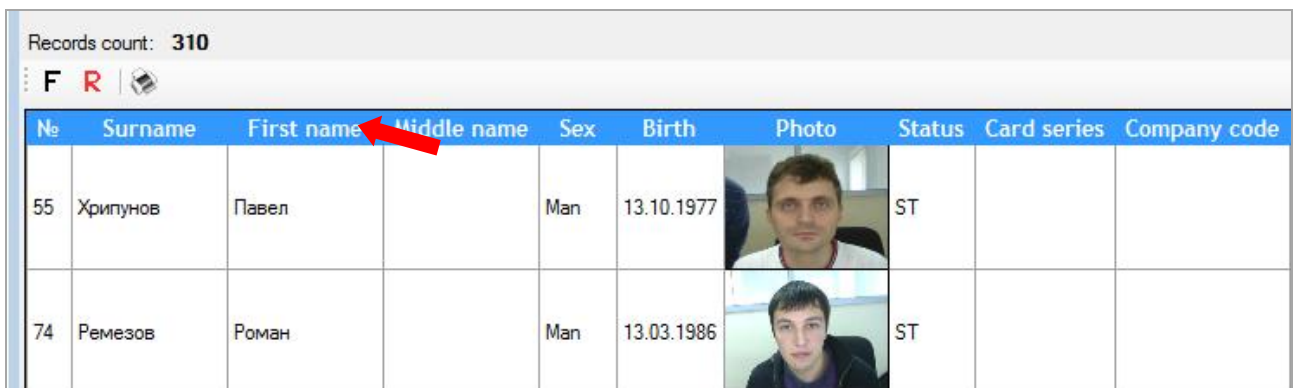 Records count: 310
F R
№ Surname First name Middle name Sex Birth Photo Status Card series Company code
55 Хрипунов Павел Man 13.10.1977 ST
74 Ремезов Роман Man 13.03.1986 ST